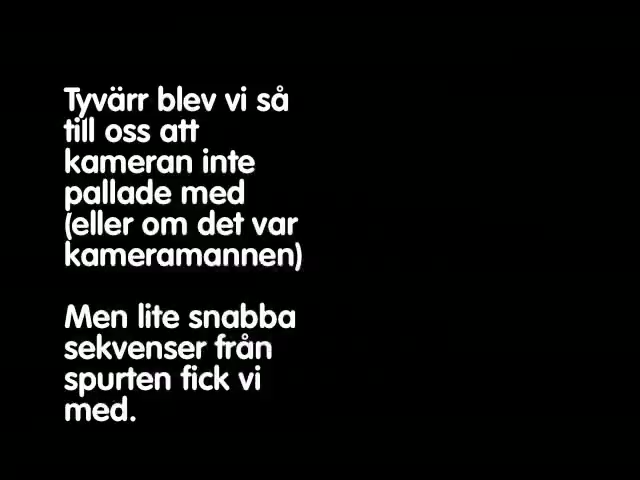 Tyvärr blev vi så
till oss att
kameran inte
pallade med
(eller om det var
kameramannen)
Men lite snabba
sekvenser från
spurten fick vi
med.